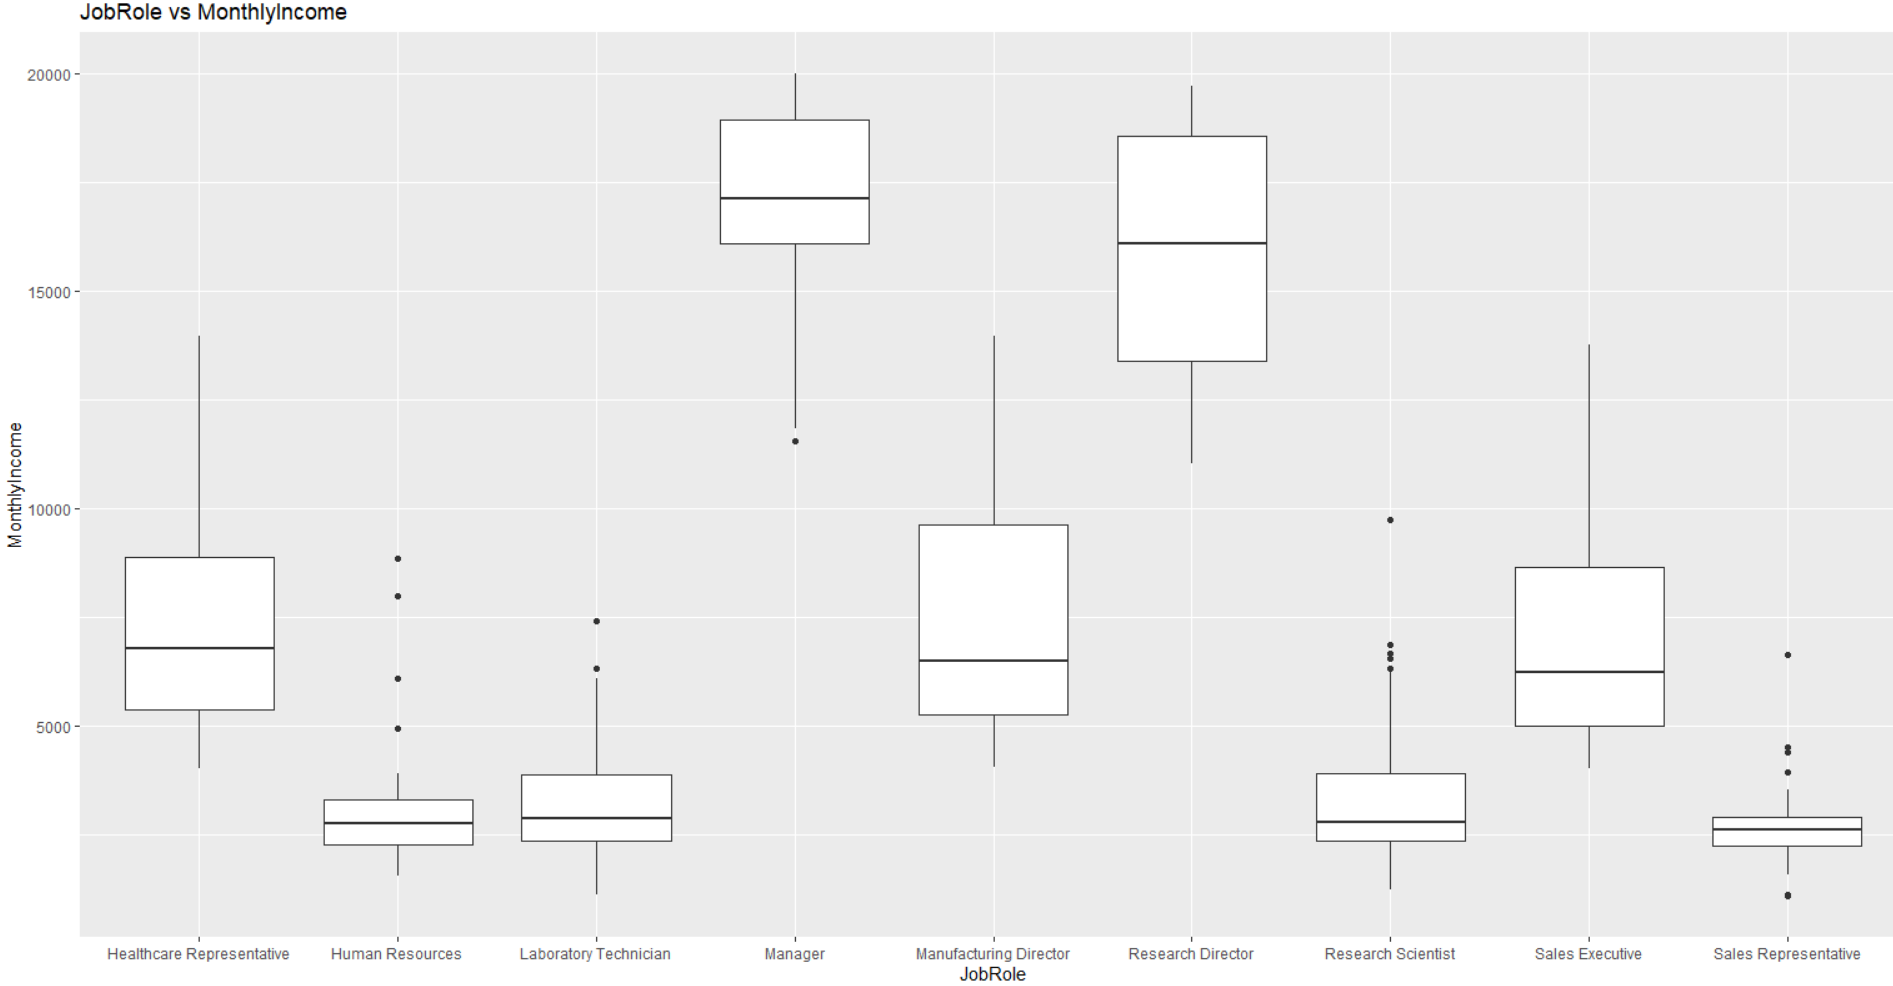 JobRole vs MonthlyIncome
MonthlyIncome
20000
15000
10000
5000
Healthcare Representative
Human Resources
Laboratory Technician
Manager
Manufacturing Director
Research Director
Research Scientist
Sales Executive
Sales Representative
JobRole